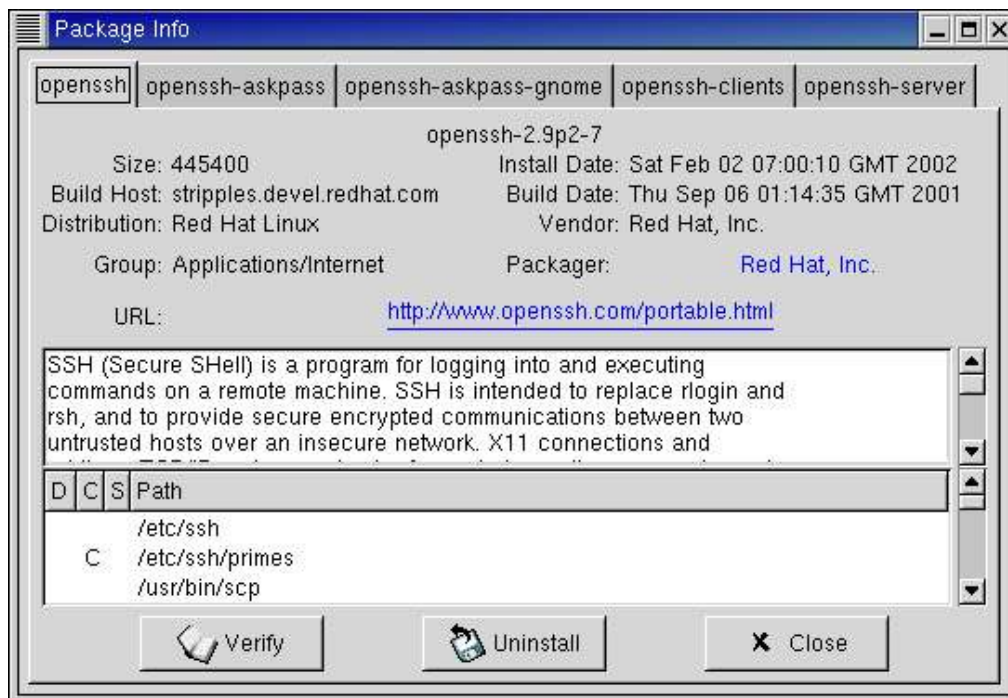 Package Info
openssh openssh-askpass openssh-askpass-gnome openssh-clients openssh-server
openssh-2.9p2-7
Size: 445400 Install Date: Sat Feb 02 07:00:10 GMT 2002
Build Host: stripples.devel.redhat.com Build Date: Thu Sep 06 01:14:35 GMT 2001
Distribution: Red Hat Linux Vendor: Red Hat, Inc.
Group: Applications/Internet Packager: Red Hat, Inc.
URL: http://www.openssh.com/portable.html
SSH (Secure SHell) is a program for logging into and executing
commands on a remote machine. SSH is intended to replace rlogin and
rsh, and to provide secure encrypted communications between two
untrusted hosts over an insecure network. X11 connections and
D C S Path
/etc/ssh
C /etc/ssh/primes
/usr/bin/scp
Verify Uninstall Close